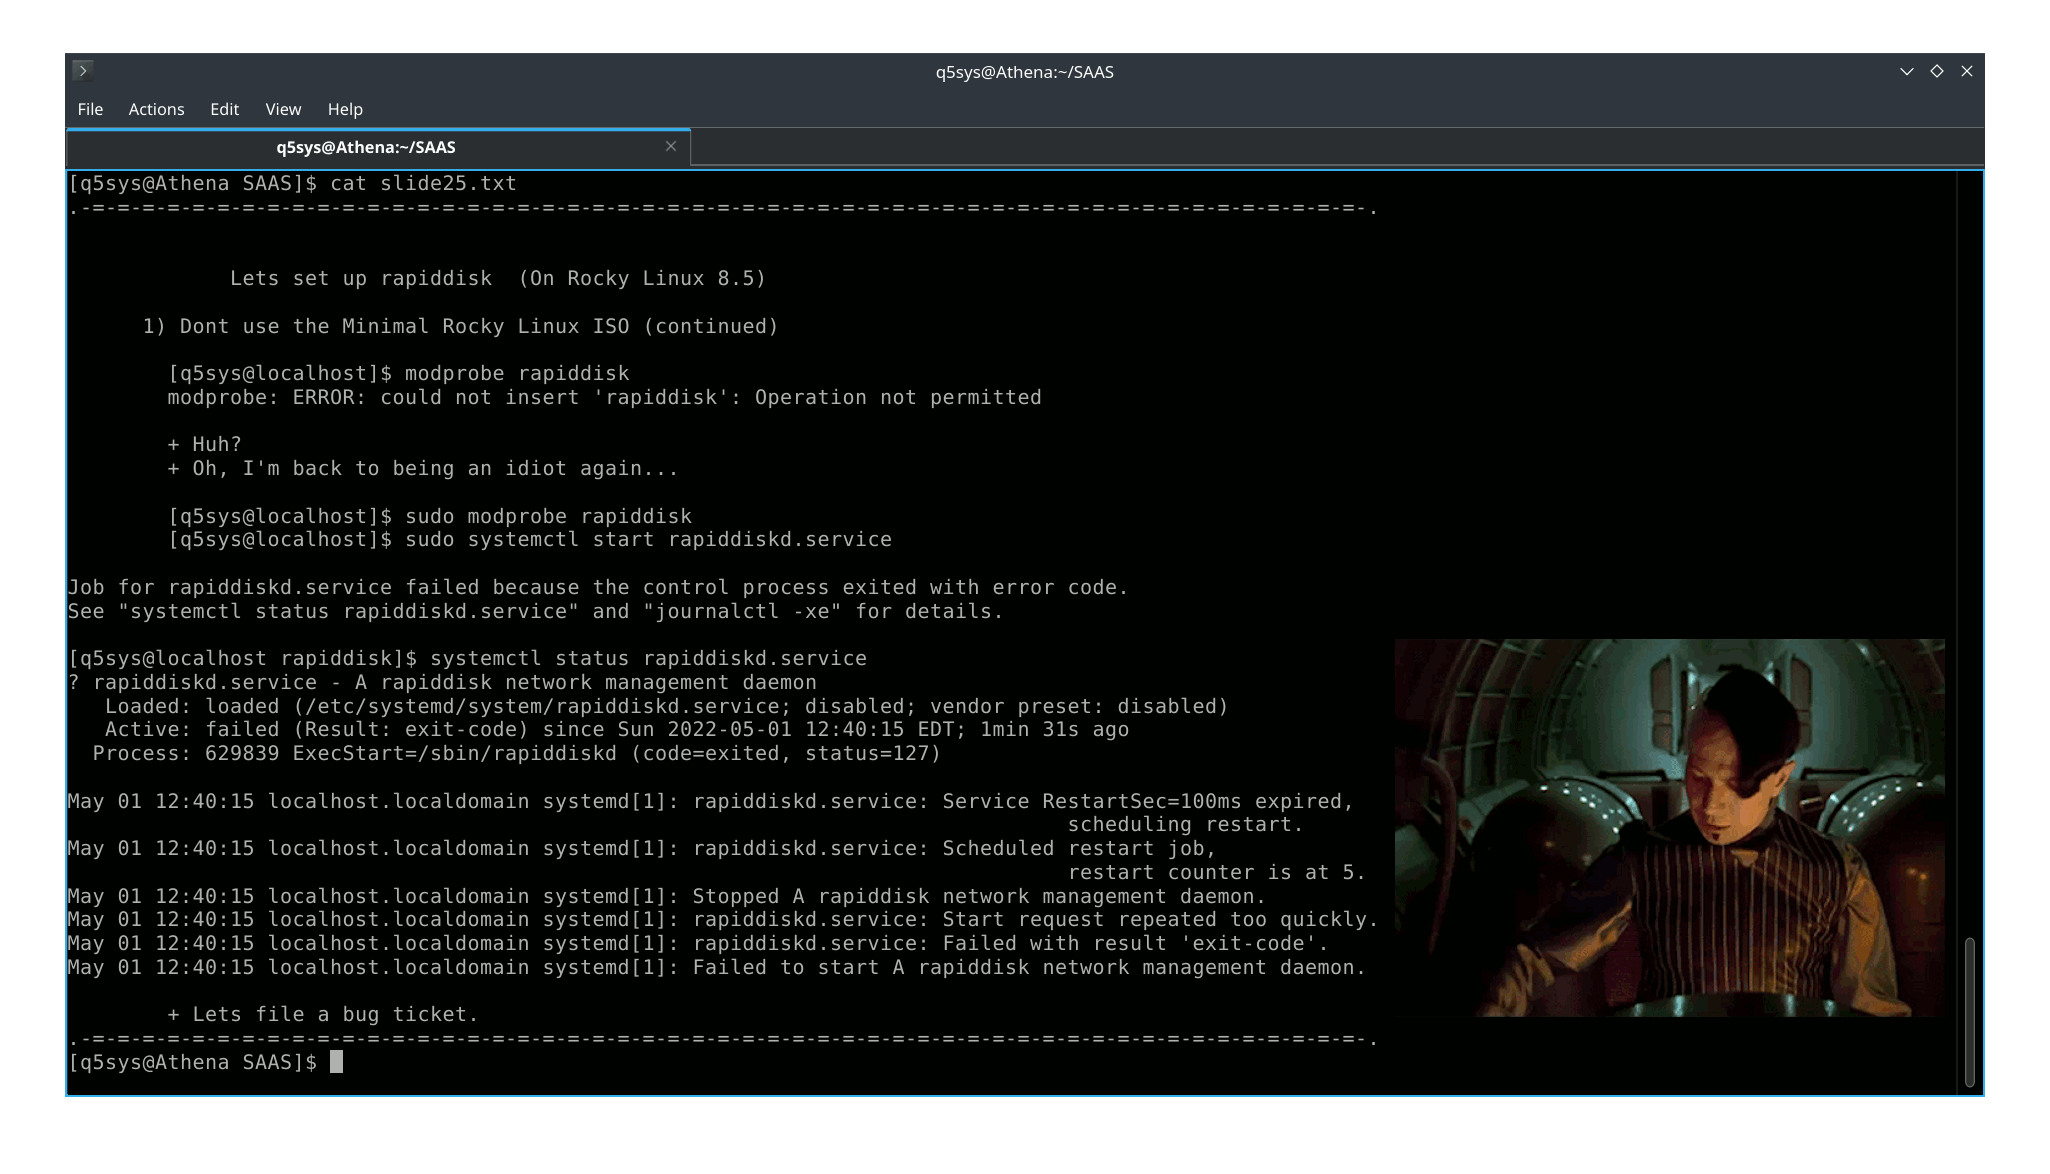 q5sys@Athena:~/SAAS
File Actions Edit View Help
q5sys@Athena:~/SAAS
[q5sys@Athena SAAS]$ cat slide25.txt
.-=-=-=-=-=-=-=-=-=-=-=-=-=-=-=-=-=-=-=-=-=-=-=-=-=-=-=-=-=-=-=-=-=-=-=-=-=-=-=-=-=-=-=-=-=-=-=-=-=-=-=-.
Lets set up rapiddisk  (On Rocky Linux 8.5)
1) Dont use the Minimal Rocky Linux ISO (continued)
[q5sys@localhost]$ modprobe rapiddisk
modprobe: ERROR: could not insert 'rapiddisk': Operation not permitted
+ Huh?
+ Oh, I'm back to being an idiot again...
[q5sys@localhost]$ sudo modprobe rapiddisk
[q5sys@localhost]$ sudo systemctl start rapiddiskd.service
Job for rapiddiskd.service failed because the control process exited with error code.
See "systemctl status rapiddiskd.service" and "journalctl -xe" for details.
[q5sys@localhost rapiddisk]$ systemctl status rapiddiskd.service
? rapiddiskd.service - A rapiddisk network management daemon
Loaded: loaded (/etc/systemd/system/rapiddiskd.service; disabled; vendor preset: disabled)
Active: failed (Result: exit-code) since Sun 2022-05-01 12:40:15 EDT; 1min 31s ago
Process: 629839 ExecStart=/sbin/rapiddiskd (code=exited, status=127)
May 01 12:40:15 localhost.localdomain systemd[1]: rapiddiskd.service: Service RestartSec=100ms expired,
scheduling restart.
May 01 12:40:15 localhost.localdomain systemd[1]: rapiddiskd.service: Scheduled restart job,
restart counter is at 5.
May 01 12:40:15 localhost.localdomain systemd[1]: Stopped A rapiddisk network management daemon.
May 01 12:40:15 localhost.localdomain systemd[1]: rapiddiskd.service: Start request repeated too quickly.
May 01 12:40:15 localhost.localdomain systemd[1]: rapiddiskd.service: Failed with result 'exit-code'.
May 01 12:40:15 localhost.localdomain systemd[1]: Failed to start A rapiddisk network management daemon.
+ Lets file a bug ticket.
.-=-=-=-=-=-=-=-=-=-=-=-=-=-=-=-=-=-=-=-=-=-=-=-=-=-=-=-=-=-=-=-=-=-=-=-=-=-=-=-=-=-=-=-=-=-=-=-=-=-=-=-.
[q5sys@Athena SAAS]$